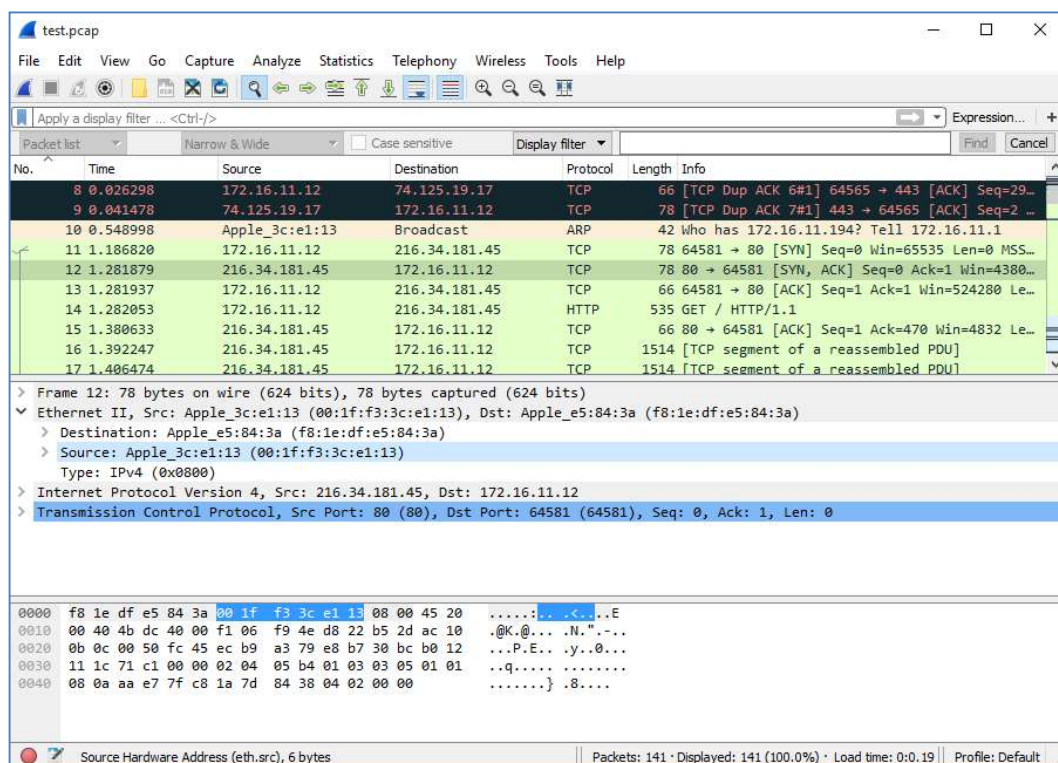 test.pcap
File Edit View Go Capture Analyze Statistics Telephony Wireless Tools Help
Apply a display filter ... <Ctrl-/> Expression... +
Packet list Narrow & Wide Case sensitive Display filter Find Cancel
No. Time Source Destination Protocol Length Info
8 0.026298 172.16.11.12 74.125.19.17 TCP 66 [TCP Dup ACK 6#1] 64565 → 443 [ACK] Seq=29…
9 0.041478 74.125.19.17 172.16.11.12 TCP 78 [TCP Dup ACK 7#1] 443 → 64565 [ACK] Seq=2 …
10 0.548998 Apple_3c:e1:13 Broadcast ARP 42 Who has 172.16.11.194? Tell 172.16.11.1
11 1.186820 172.16.11.12 216.34.181.45 TCP 78 64581 → 80 [SYN] Seq=0 Win=65535 Len=0 MSS…
12 1.281879 216.34.181.45 172.16.11.12 TCP 78 80 → 64581 [SYN, ACK] Seq=0 Ack=1 Win=4380…
13 1.281937 172.16.11.12 216.34.181.45 TCP 66 64581 → 80 [ACK] Seq=1 Ack=1 Win=524280 Le…
14 1.282053 172.16.11.12 216.34.181.45 HTTP 535 GET / HTTP/1.1
15 1.380633 216.34.181.45 172.16.11.12 TCP 66 80 → 64581 [ACK] Seq=1 Ack=470 Win=4832 Le…
16 1.392247 216.34.181.45 172.16.11.12 TCP 1514 [TCP segment of a reassembled PDU]
17 1.406474 216.34.181.45 172.16.11.12 TCP 1514 [TCP segment of a reassembled PDU]
Frame 12: 78 bytes on wire (624 bits), 78 bytes captured (624 bits)
Ethernet II, Src: Apple_3c:e1:13 (00:1f:f3:3c:e1:13), Dst: Apple_e5:84:3a (f8:1e:df:e5:84:3a)
Destination: Apple_e5:84:3a (f8:1e:df:e5:84:3a)
Source: Apple_3c:e1:13 (00:1f:f3:3c:e1:13)
Type: IPv4 (0x0800)
Internet Protocol Version 4, Src: 216.34.181.45, Dst: 172.16.11.12
Transmission Control Protocol, Src Port: 80 (80), Dst Port: 64581 (64581), Seq: 0, Ack: 1, Len: 0
0000 f8 1e df e5 84 3a 00 1f f3 3c e1 13 08 00 45 20 .....:.. .<....E
0010 00 40 4b dc 40 00 f1 06 f9 4e d8 22 b5 2d ac 10 .@K.@... .N.".-..
0020 0b 0c 00 50 fc 45 ec b9 a3 79 e8 b7 30 bc b0 12 ...P.E.. .y..0...
0030 11 1c 71 c1 00 00 02 04 05 b4 01 03 03 05 01 01 ..q..... ........
0040 08 0a aa e7 7f c8 1a 7d 84 38 04 02 00 00 .......} .8....
Source Hardware Address (eth.src), 6 bytes Packets: 141 · Displayed: 141 (100.0%) · Load time: 0:0.19 Profile: Default